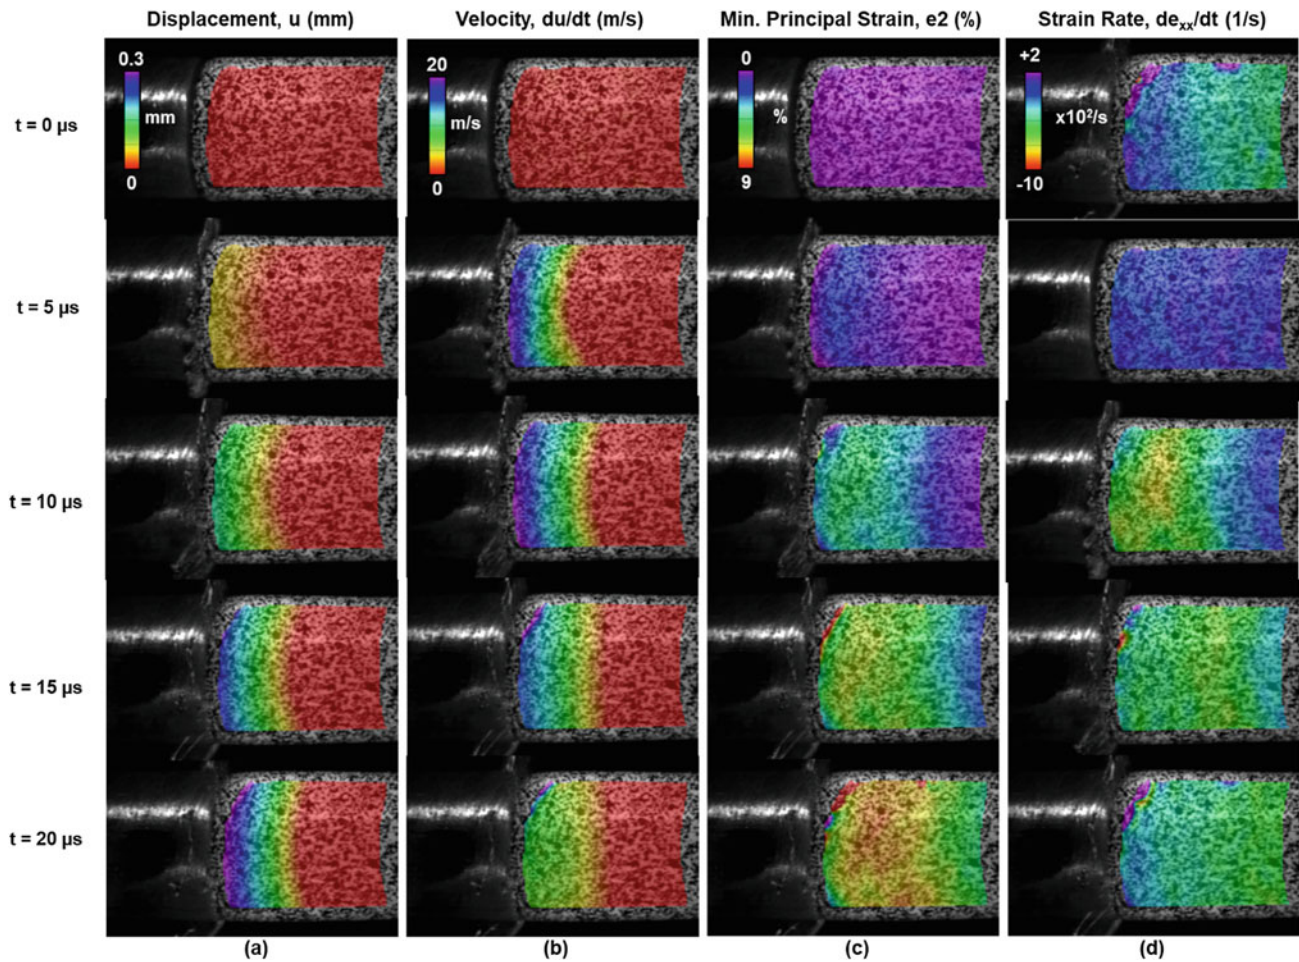 Displacement, u (mm)
Velocity, du/dt (m/s)
Min. Principal Strain, e2 (%)
Strain Rate, de_xx/dt (1/s)
t = 0 µs
0.3
mm
0
20
m/s
0
0
%
9
+2
x10²/s
-10
t = 5 µs
t = 10 µs
t = 15 µs
t = 20 µs
(a)
(b)
(c)
(d)